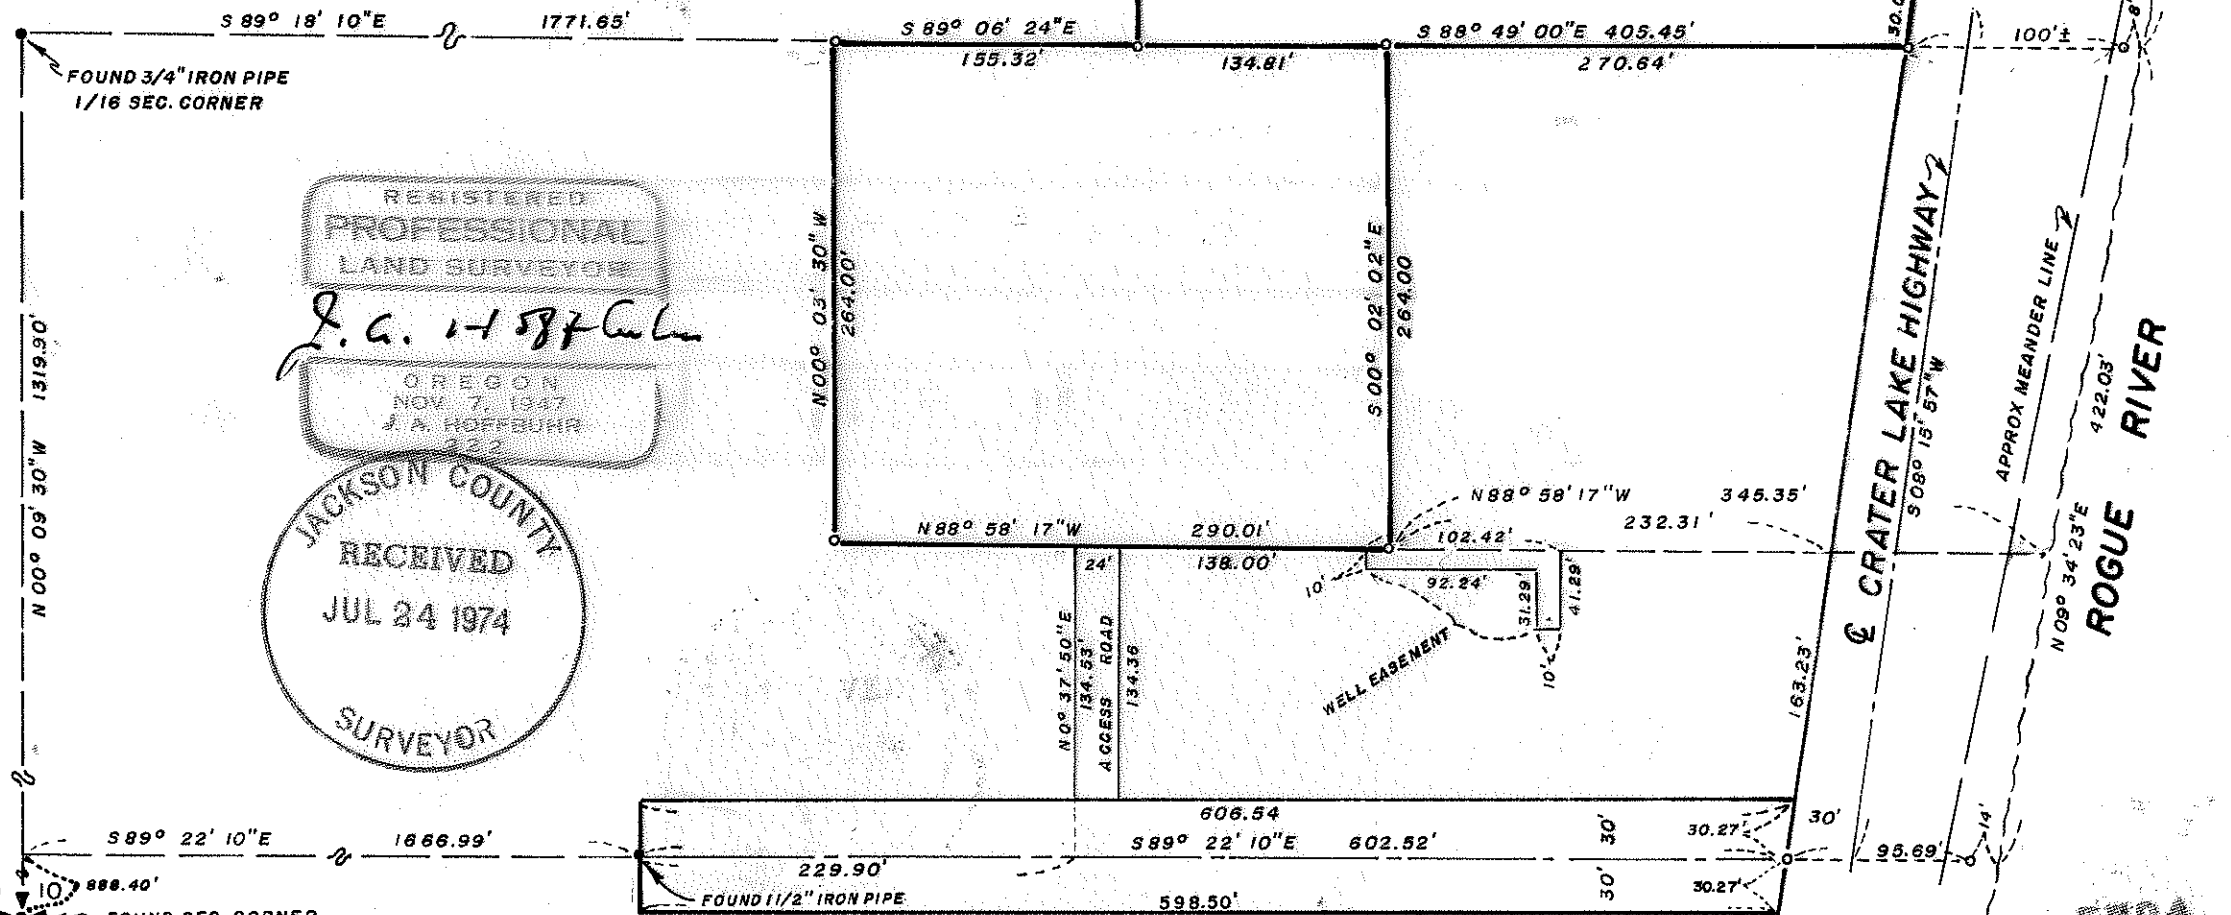 S 89° 18' 10"E 1771.65'
S 89° 06' 24"E
S 88° 49' 00"E 405.45'
100'±
8'
155.32'
134.81'
270.64'
FOUND 3/4" IRON PIPE
1/16 SEC. CORNER
REGISTERED
PROFESSIONAL
LAND SURVEYOR
OREGON
NOV 7, 1947
J. A. HOFFBUHR
222
N 00° 09' 30"W 1319.90'
N 00° 03' 30" W
264.00'
S 00° 02' 02" E
264.00
℄ CRATER LAKE HIGHWAY
S 08° 15' 57" W
APPROX MEANDER LINE
N 09° 34' 23"E 422.03'
ROGUE RIVER
JACKSON COUNTY
RECEIVED
JUL 24 1974
SURVEYOR
N 88° 58' 17"W 290.01'
N 88° 58' 17"W 345.35'
232.31'
102.42'
24'
138.00'
10'
92.24'
31.29'
41.29'
10'
WELL EASEMENT
N 0° 37' 50" E
134.53'
ACCESS ROAD
134.36
163.23'
606.54
S 89° 22' 10"E 1666.99'
S 89° 22' 10"E 602.52'
30'
30.27'
30'
95.69'
14'
229.90'
30'
30.27'
10
888.40'
FOUND 1 1/2" IRON PIPE
598.50'
FOUND SEC. CORNER